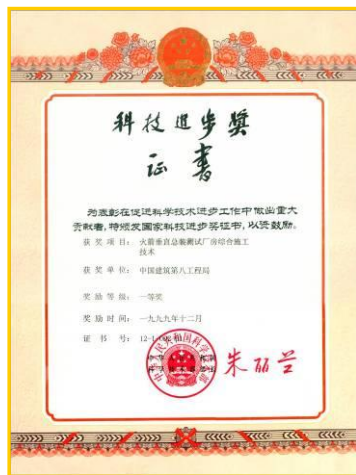 科技进步奖
证书
为表彰在促进科学技术进步工作中做出重大
贡献者,特颁发国家科技进步奖证书,以资鼓励。
获奖项目: 火箭垂直总装测试厂房综合施工
技术
获奖单位: 中国建筑第八工程局
奖励等级: 一等奖
奖励时间: 一九九九年十二月
证书号:
朱丽兰